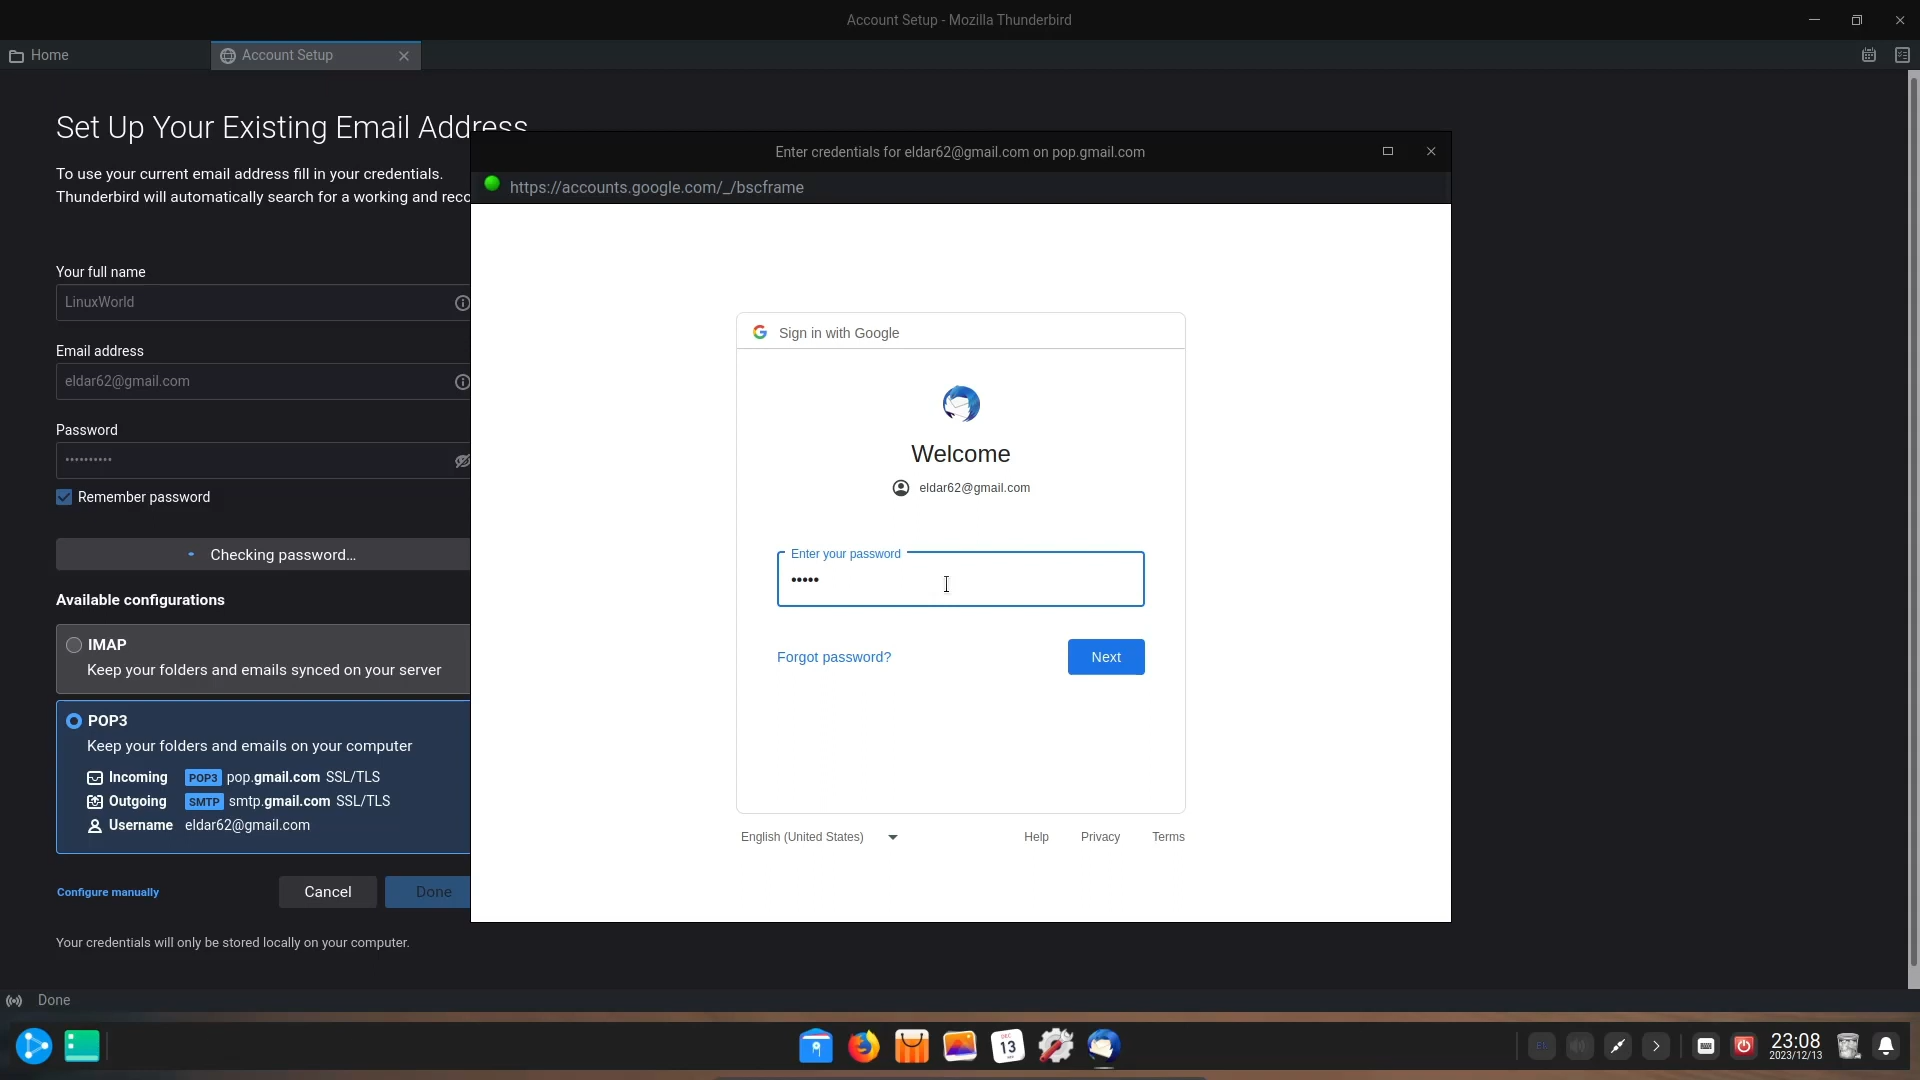 Account Setup - Mozilla Thunderbird
Home
Account Setup
Set Up Your Existing Email Address
To use your current email address fill in your credentials.
Thunderbird will automatically search for a working and reco
Your full name
LinuxWorld
Email address
eldar62@gmail.com
Password
••••••••••
Remember password
Checking password…
Available configurations
IMAP
Keep your folders and emails synced on your server
POP3
Keep your folders and emails on your computer
Incoming POP3 pop.gmail.com SSL/TLS
Outgoing SMTP smtp.gmail.com SSL/TLS
Username eldar62@gmail.com
Configure manually
Cancel
Done
Your credentials will only be stored locally on your computer.
Enter credentials for eldar62@gmail.com on pop.gmail.com
https://accounts.google.com/_/bscframe
Sign in with Google
Welcome
eldar62@gmail.com
Enter your password
•••••
Forgot password?
Next
English (United States)
Help
Privacy
Terms
Done
DEC
13
23:08
2023/12/13